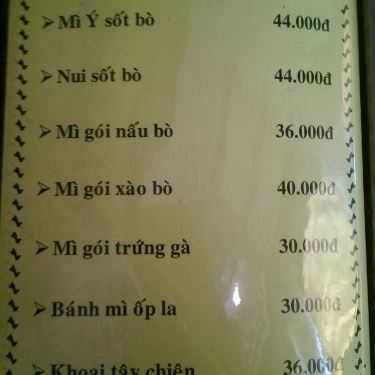 Mì Ý sốt bò 44.000đ
Nui sốt bò 44.000đ
Mì gói nấu bò 36.000đ
Mì gói xào bò 40.000đ
Mì gói trứng gà 30.000đ
Bánh mì ốp la 30.000đ
Khoai tây chiên 36.000đ